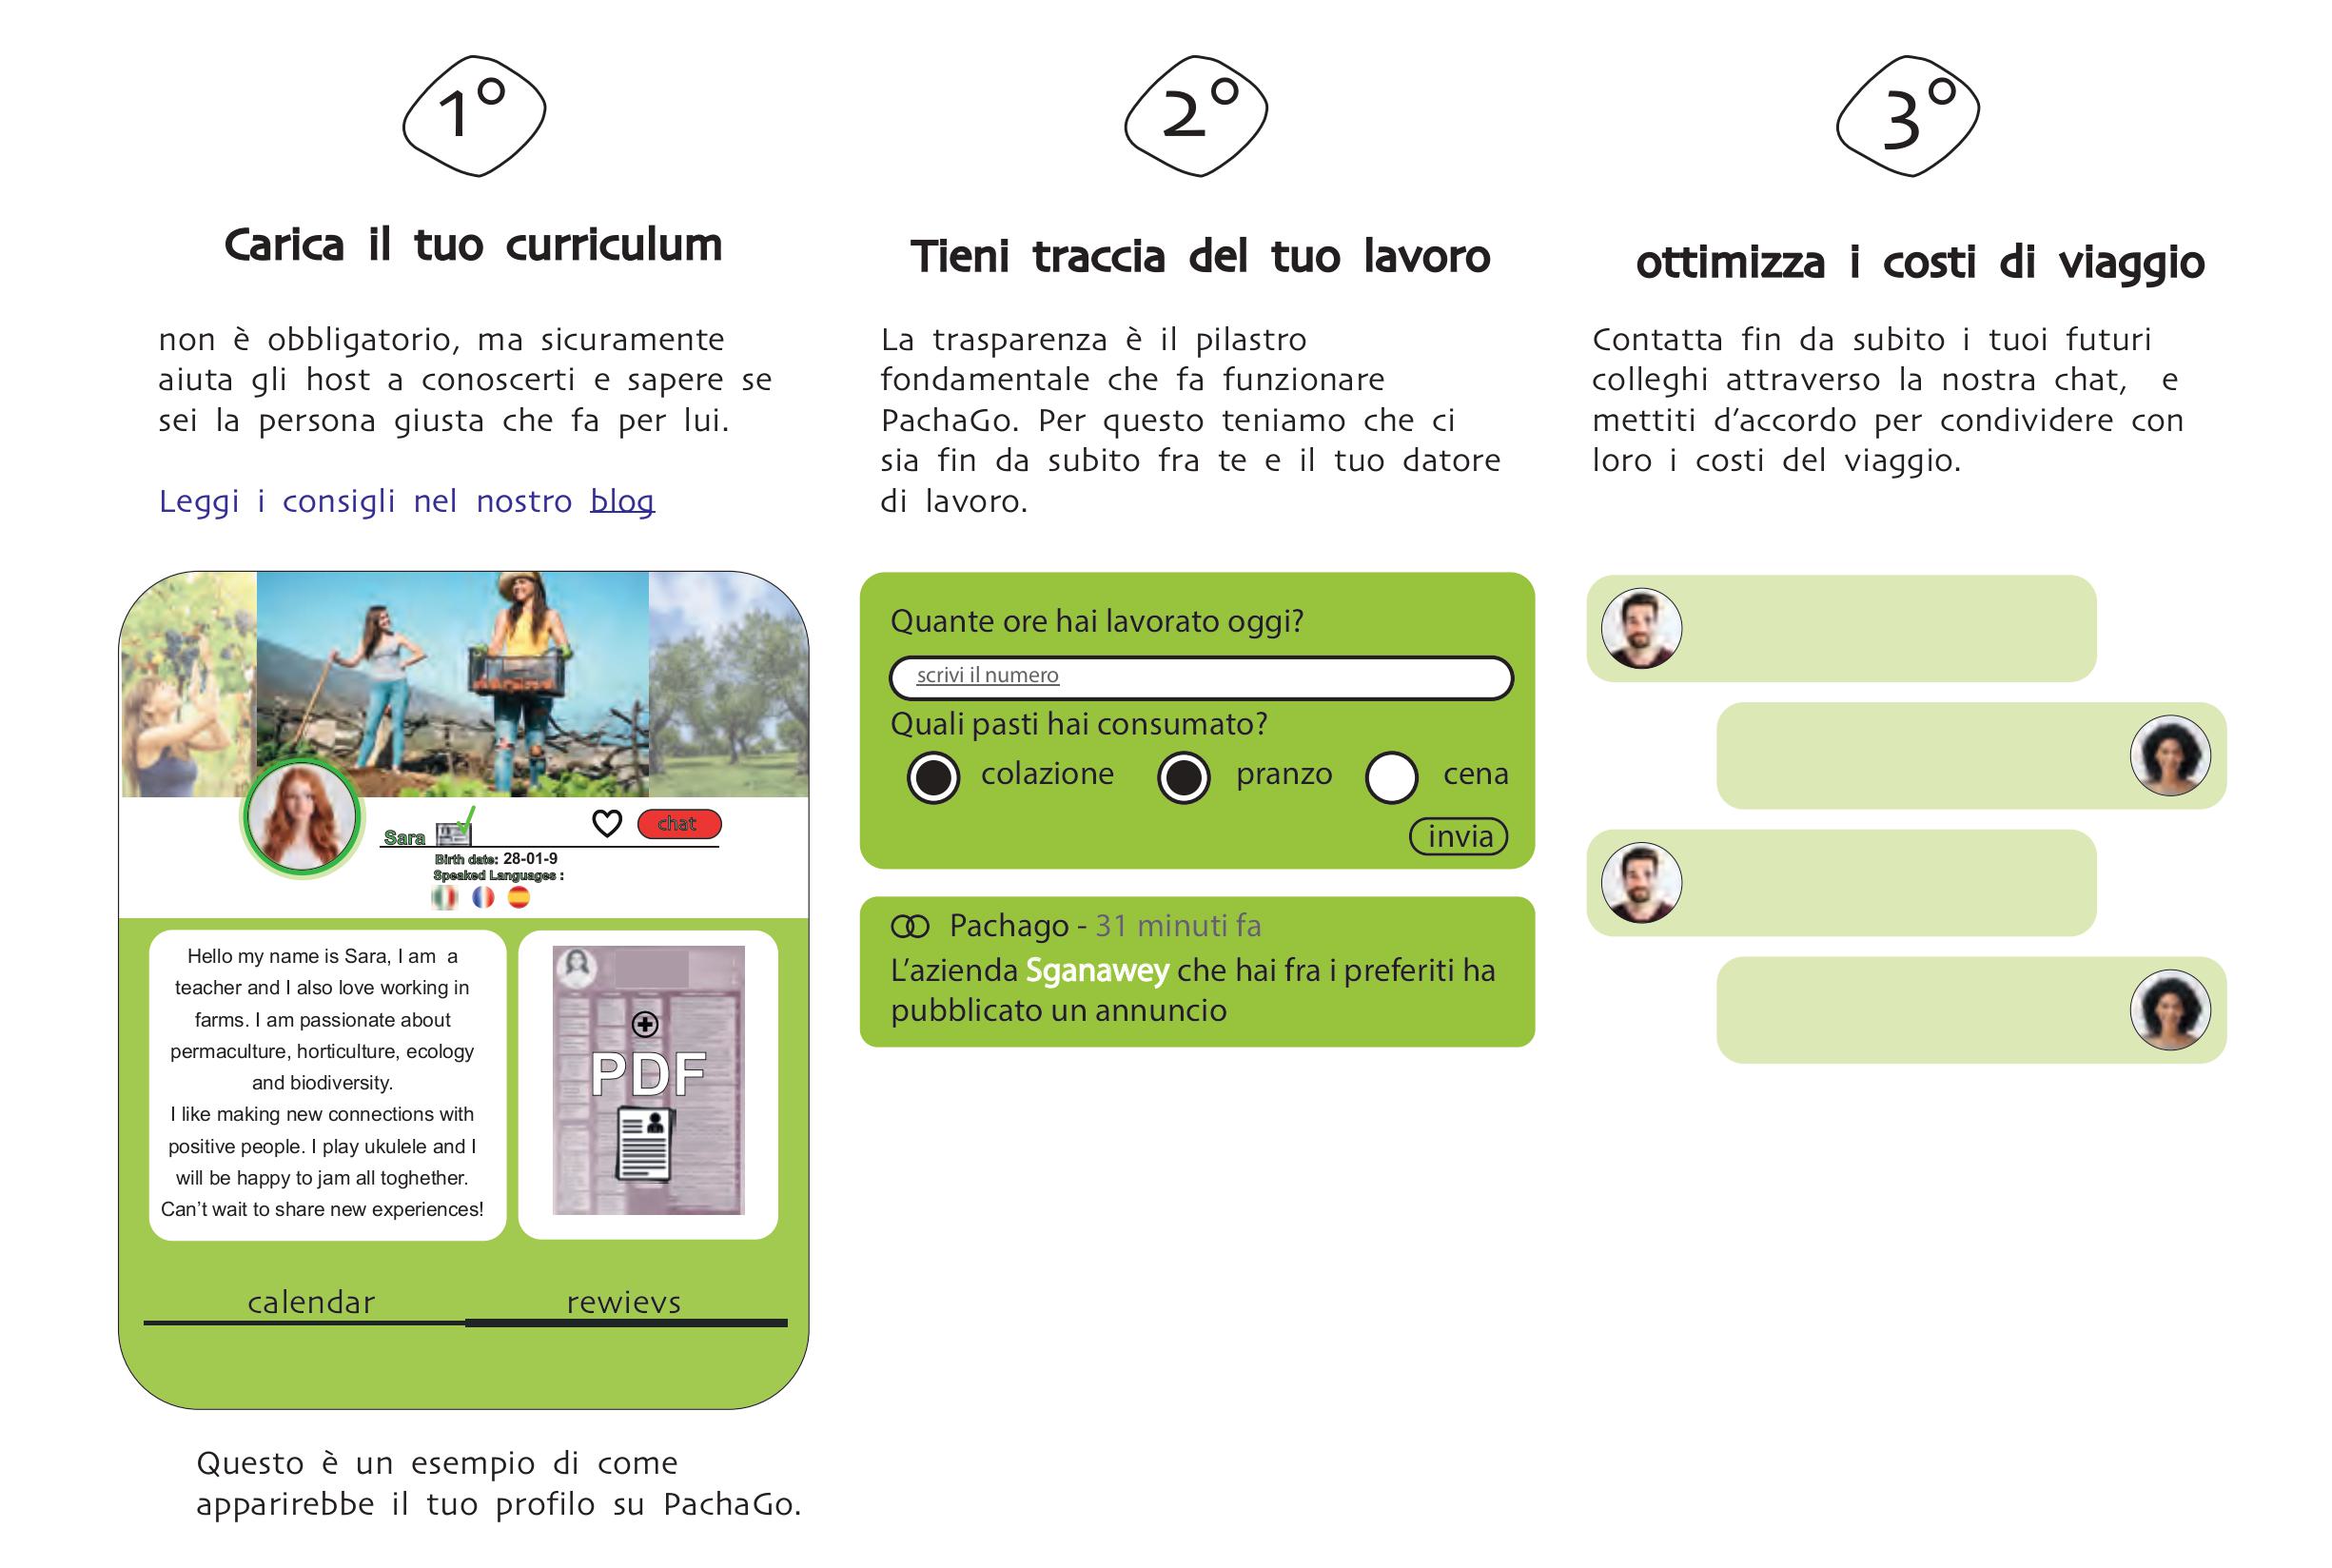 1°
Carica il tuo curriculum
non è obbligatorio, ma sicuramente
aiuta gli host a conoscerti e sapere se
sei la persona giusta che fa per lui.
Leggi i consigli nel nostro blog
Sara
chat
Birth date: 28-01-9
Speaked Languages :
Hello my name is Sara, I am a
teacher and I also love working in
farms. I am passionate about
permaculture, horticulture, ecology
and biodiversity.
I like making new connections with
positive people. I play ukulele and I
will be happy to jam all toghether.
Can't wait to share new experiences!
PDF
calendar
rewievs
Questo è un esempio di come
apparirebbe il tuo profilo su PachaGo.
2°
Tieni traccia del tuo lavoro
La trasparenza è il pilastro
fondamentale che fa funzionare
PachaGo. Per questo teniamo che ci
sia fin da subito fra te e il tuo datore
di lavoro.
Quante ore hai lavorato oggi?
scrivi il numero
Quali pasti hai consumato?
colazione pranzo cena
invia
Pachago - 31 minuti fa
L'azienda Sganawey che hai fra i preferiti ha
pubblicato un annuncio
3°
ottimizza i costi di viaggio
Contatta fin da subito i tuoi futuri
colleghi attraverso la nostra chat, e
mettiti d'accordo per condividere con
loro i costi del viaggio.